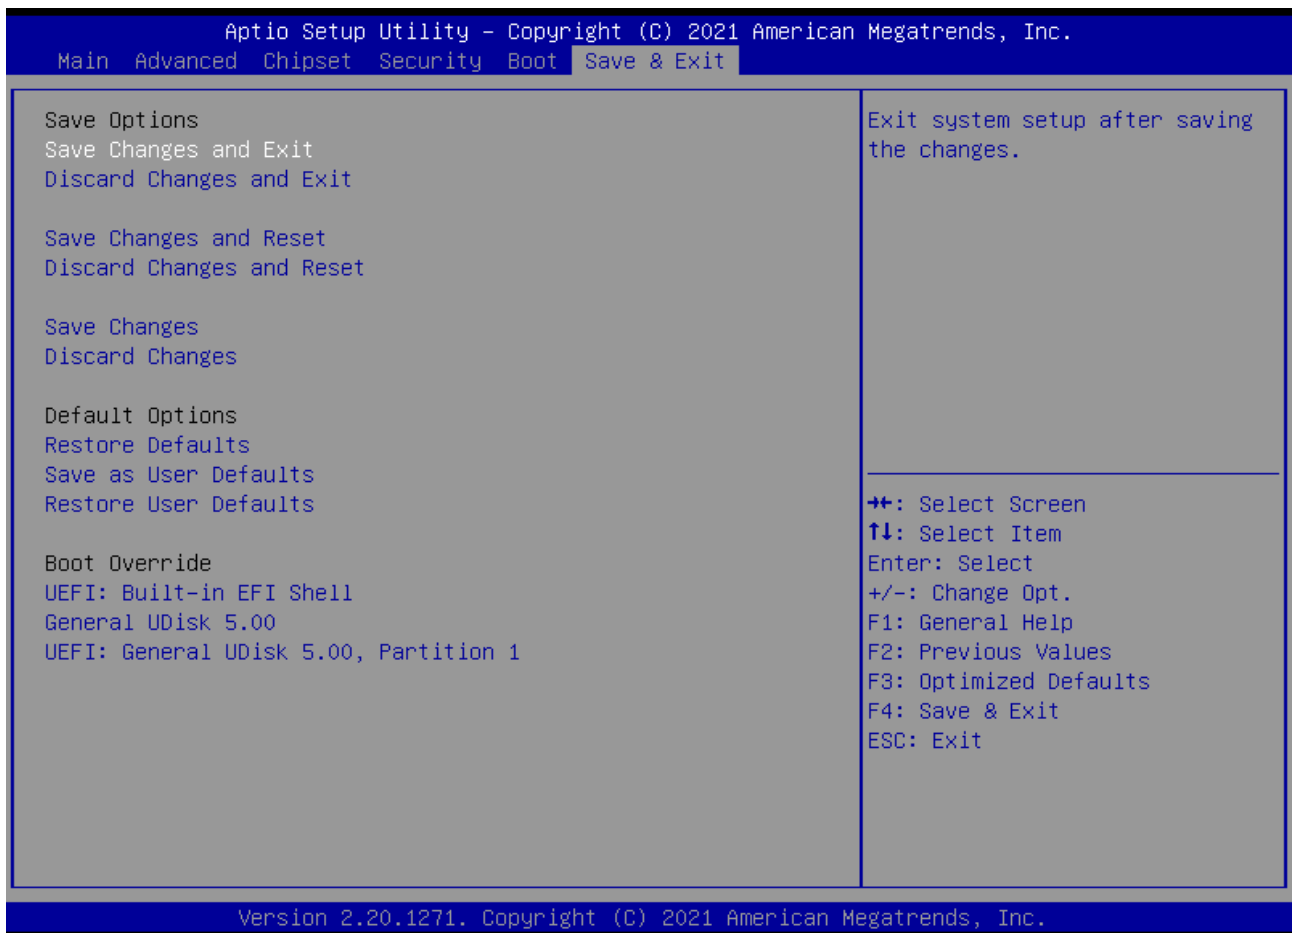 Aptio Setup Utility – Copyright (C) 2021 American Megatrends, Inc.
Main Advanced Chipset Security Boot Save & Exit
Save Options
Save Changes and Exit
Discard Changes and Exit
Save Changes and Reset
Discard Changes and Reset
Save Changes
Discard Changes
Default Options
Restore Defaults
Save as User Defaults
Restore User Defaults
Boot Override
UEFI: Built-in EFI Shell
General UDisk 5.00
UEFI: General UDisk 5.00, Partition 1
Exit system setup after saving
the changes.
→←: Select Screen
↑↓: Select Item
Enter: Select
+/-: Change Opt.
F1: General Help
F2: Previous Values
F3: Optimized Defaults
F4: Save & Exit
ESC: Exit
Version 2.20.1271. Copyright (C) 2021 American Megatrends, Inc.